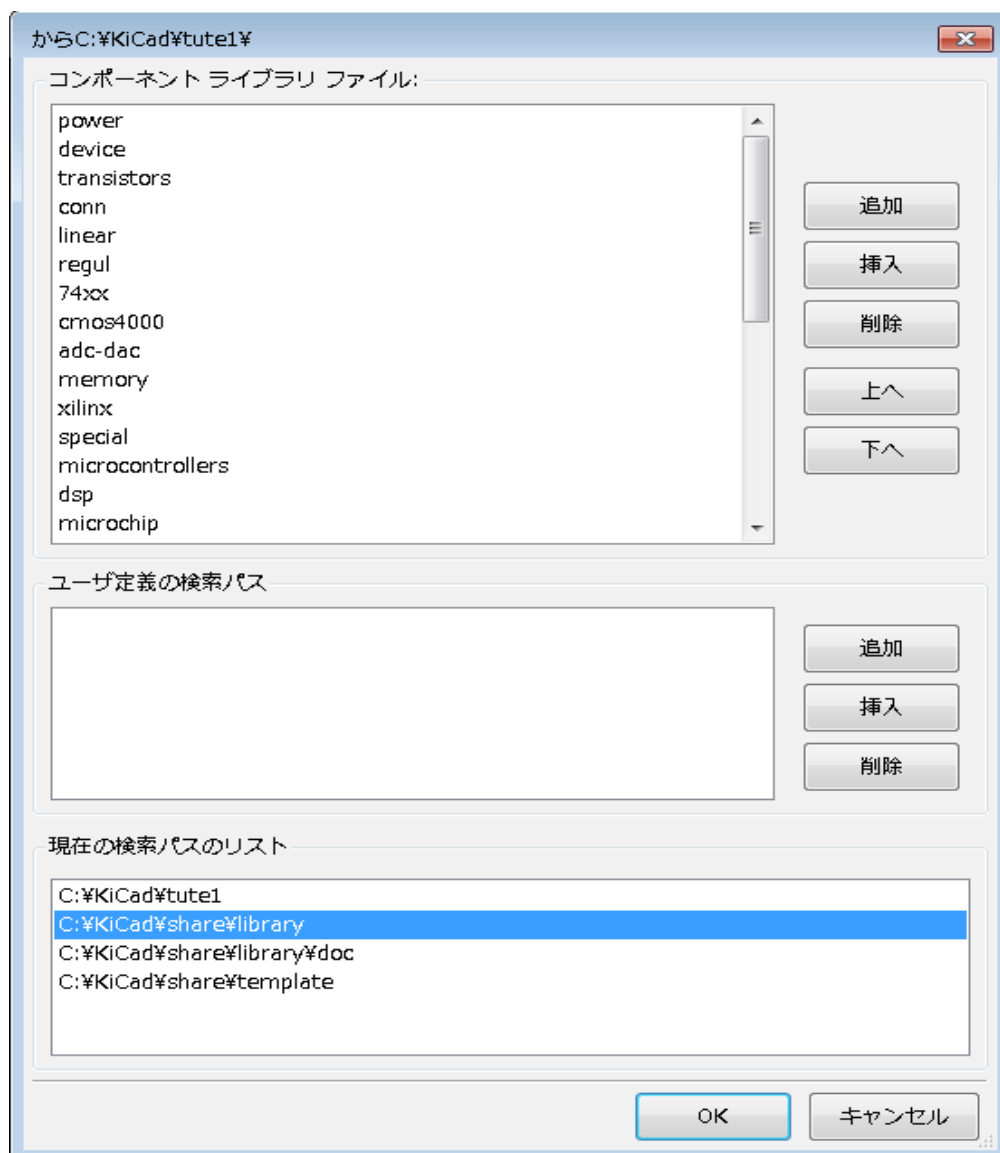 からC:¥KiCad¥tute1¥
コンポーネント ライブラリ ファイル:
power
device
transistors
conn
linear
regul
74xx
cmos4000
adc-dac
memory
xilinx
special
microcontrollers
dsp
microchip
追加
挿入
削除
上へ
下へ
ユーザ定義の検索パス
追加
挿入
削除
現在の検索パスのリスト
C:¥KiCad¥tute1
C:¥KiCad¥share¥library
C:¥KiCad¥share¥library¥doc
C:¥KiCad¥share¥template
OK
キャンセル